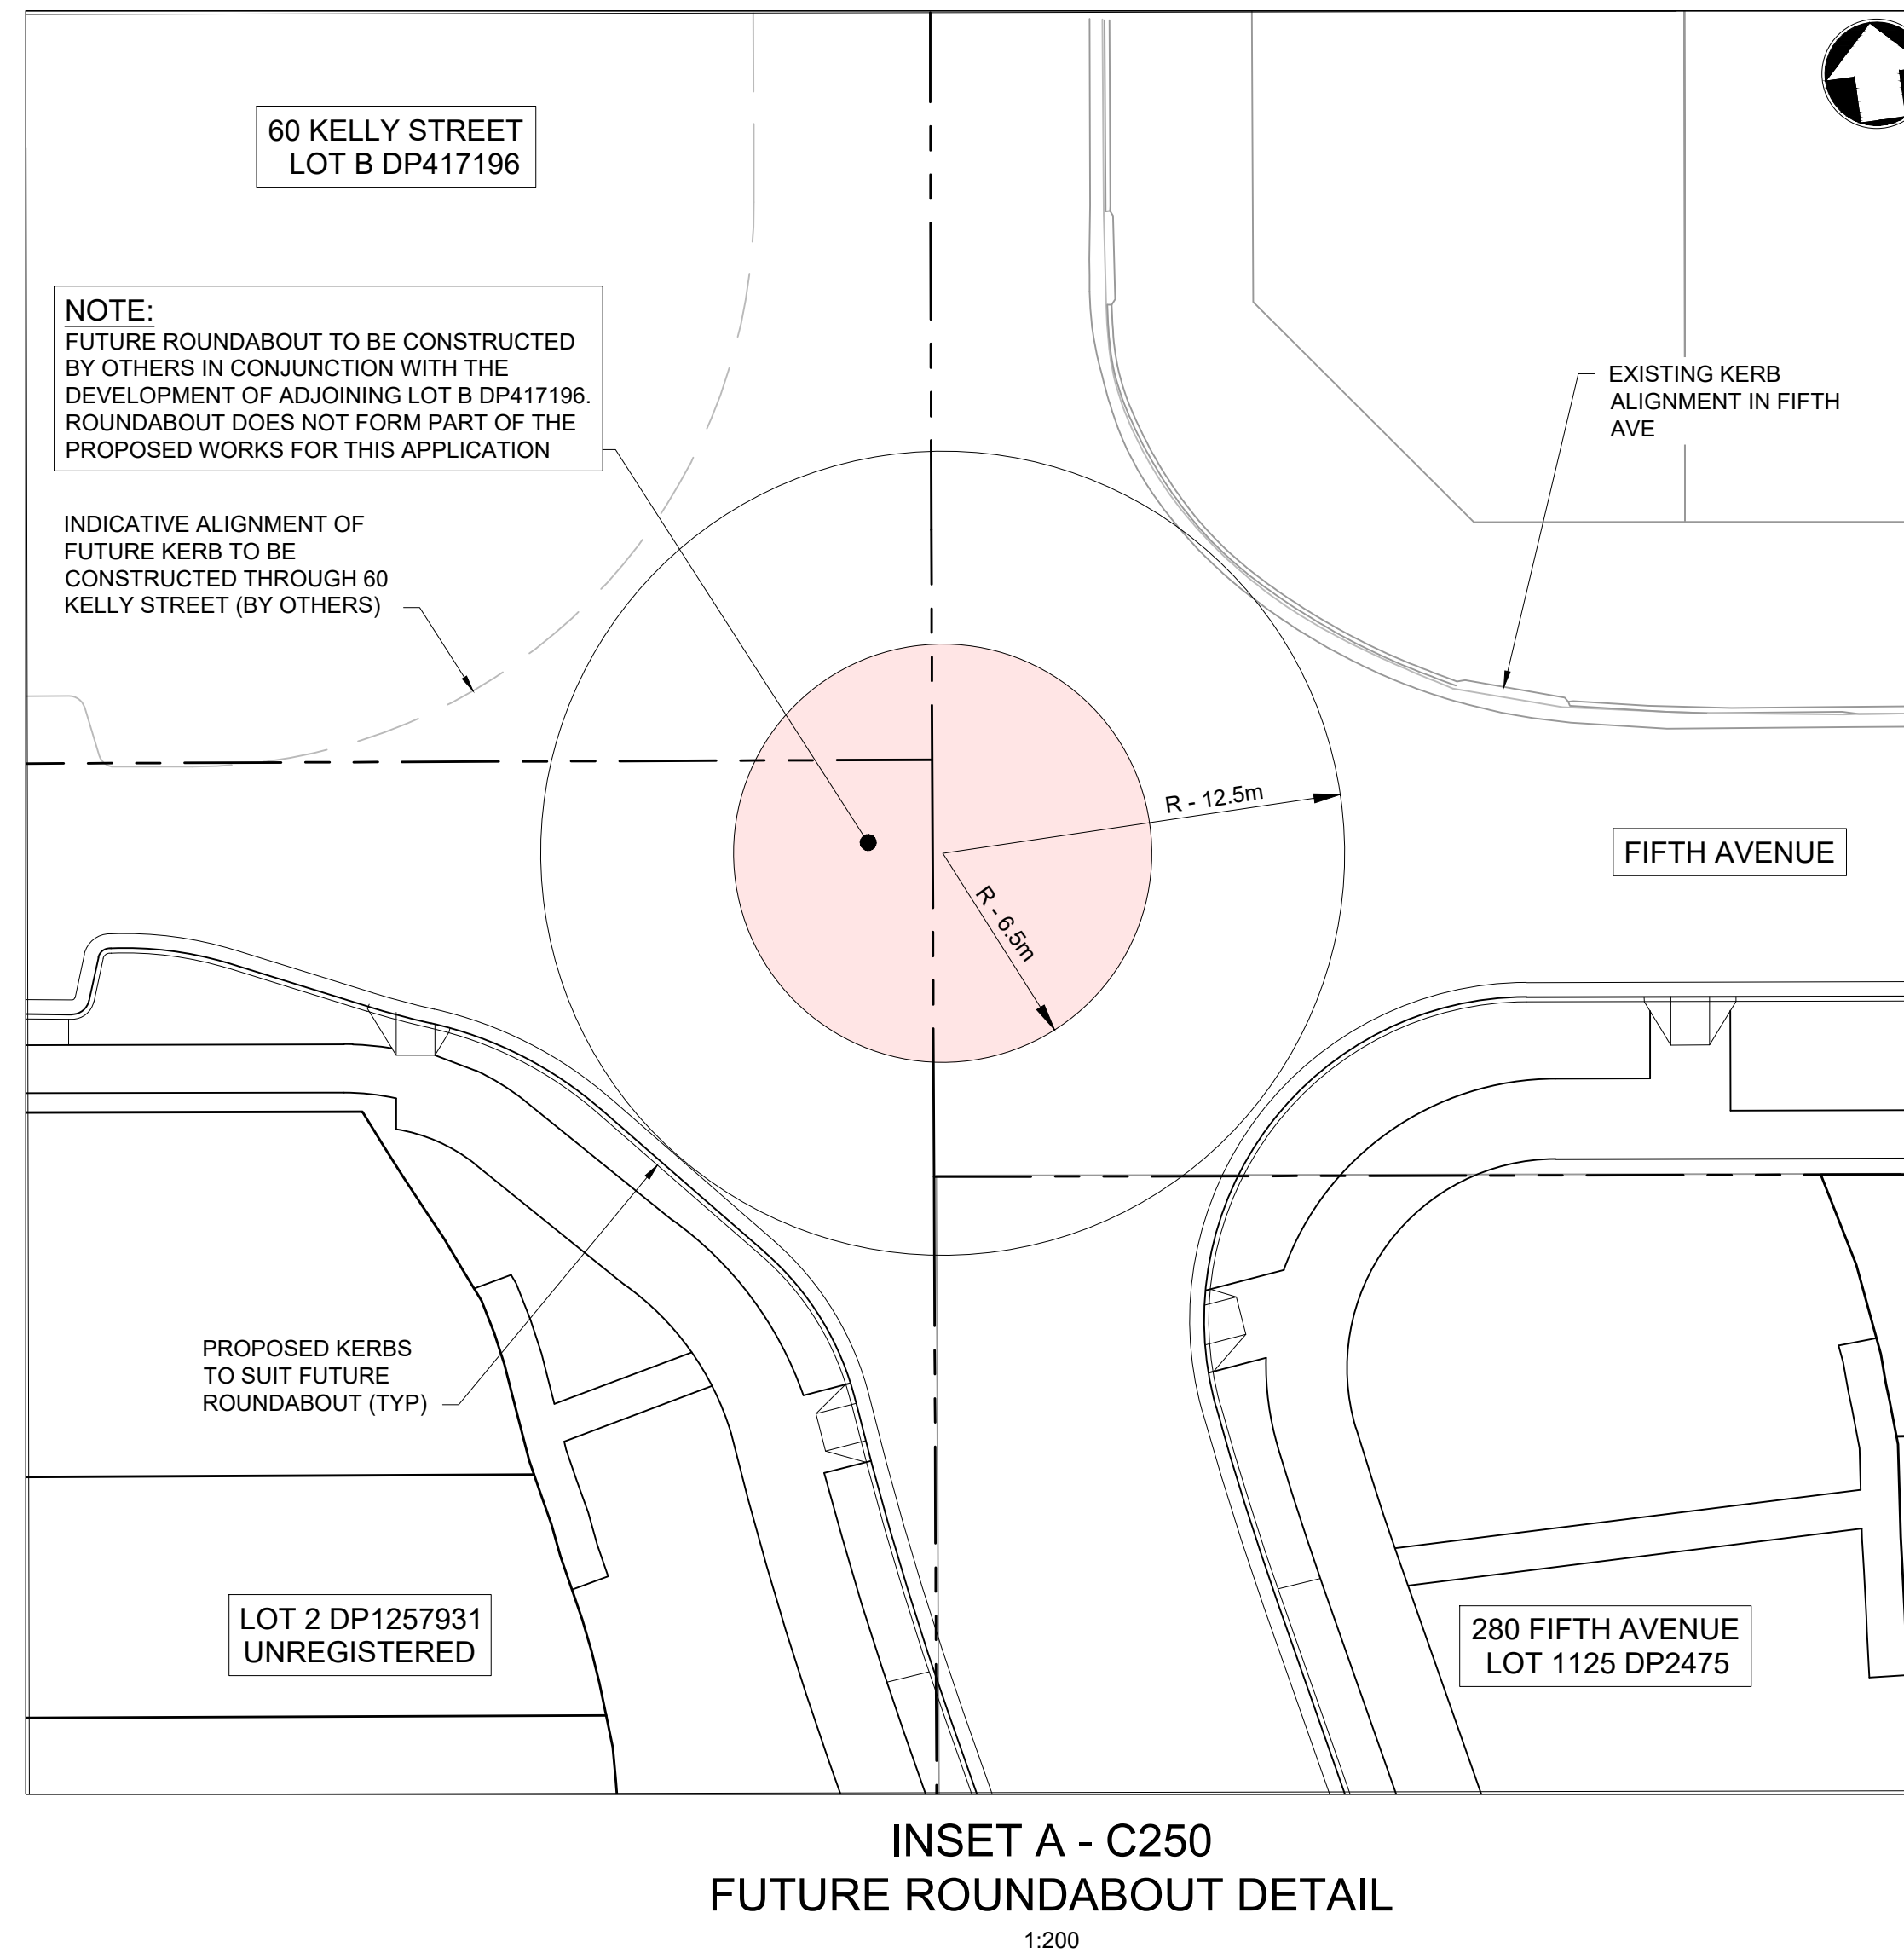 60 KELLY STREET
LOT B DP417196
NOTE:
FUTURE ROUNDABOUT TO BE CONSTRUCTED
BY OTHERS IN CONJUNCTION WITH THE
DEVELOPMENT OF ADJOINING LOT B DP417196.
ROUNDABOUT DOES NOT FORM PART OF THE
PROPOSED WORKS FOR THIS APPLICATION
EXISTING KERB
ALIGNMENT IN FIFTH
AVE
INDICATIVE ALIGNMENT OF
FUTURE KERB TO BE
CONSTRUCTED THROUGH 60
KELLY STREET (BY OTHERS)
R - 12.5m
FIFTH AVENUE
R - 6.5m
PROPOSED KERBS
TO SUIT FUTURE
ROUNDABOUT (TYP)
LOT 2 DP1257931
UNREGISTERED
280 FIFTH AVENUE
LOT 1125 DP2475
INSET A - C250
FUTURE ROUNDABOUT DETAIL
1:200